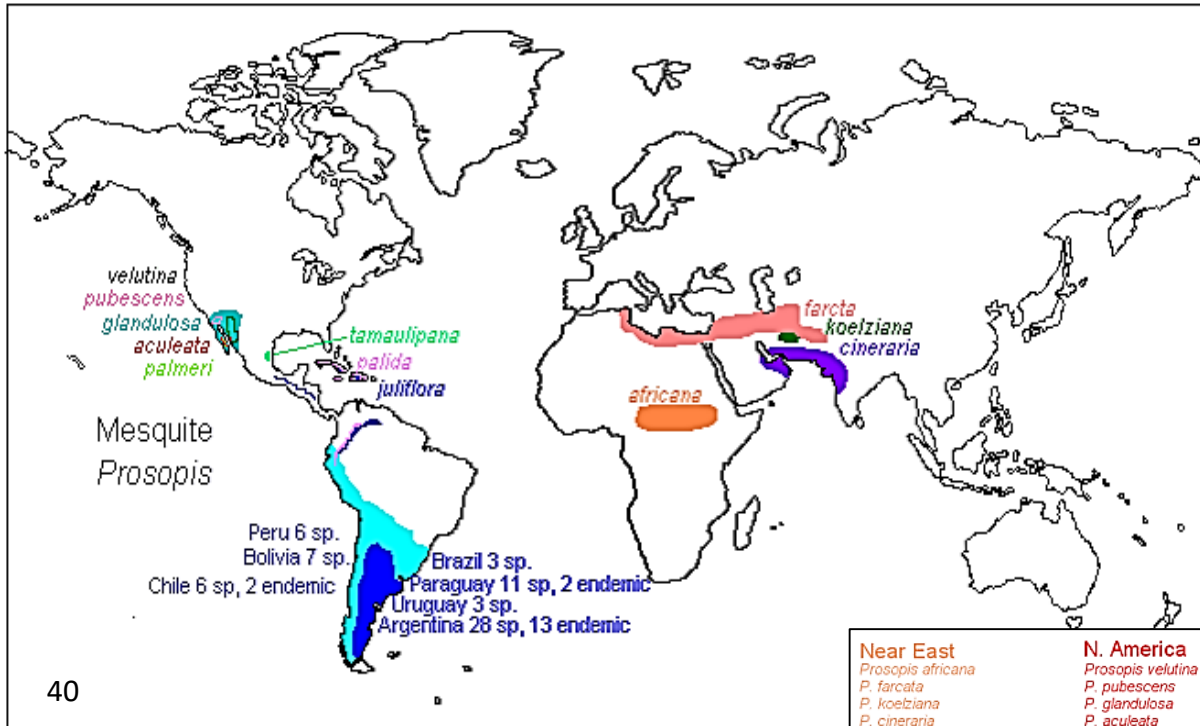 velutina
pubescens
glandulosa
aculeata
palmeri
tamaulipana
palida
juliflora
farcta
koelziana
cineraria
africana
Mesquite
Prosopis
Peru 6 sp.
Bolivia 7 sp.
Chile 6 sp, 2 endemic
Brazil 3 sp.
Paraguay 11 sp, 2 endemic
Uruguay 3 sp.
Argentina 28 sp, 13 endemic
40
Near East
Prosopis africana
P. farcata
P. koelziana
P. cineraria
N. America
Prosopis velutina
P. pubescens
P. glandulosa
P. aculeata